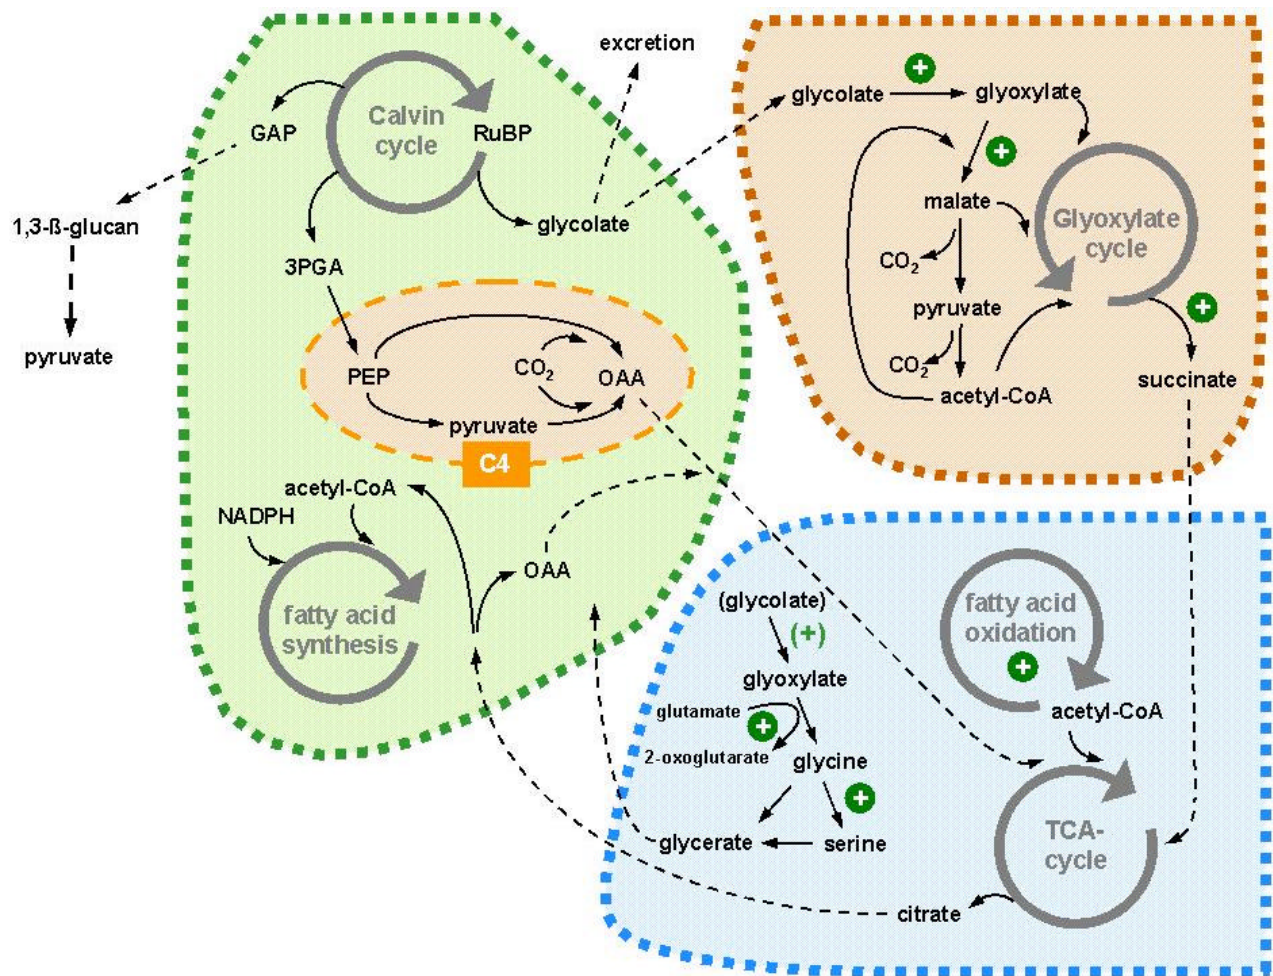 excretion
Calvin
cycle
GAP
RuBP
1,3-ß-glucan
glycolate
3PGA
pyruvate
PEP
CO2
OAA
pyruvate
C4
acetyl-CoA
NADPH
OAA
fatty acid
synthesis
glycolate
glyoxylate
+
+
malate
Glyoxylate
cycle
CO2
pyruvate
+
CO2
acetyl-CoA
succinate
(glycolate)
(+)
glyoxylate
glutamate
+
2-oxoglutarate
glycine
+
glycerate
serine
fatty acid
oxidation
+
acetyl-CoA
TCA-
cycle
citrate